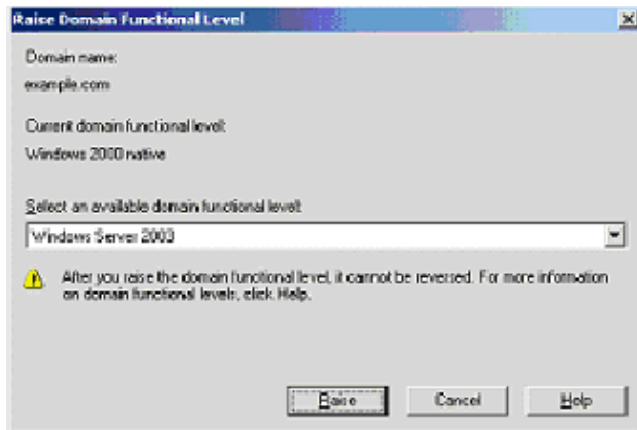 Raise Domain Functional Level
Domain name:
example.com
Current domain functional level:
Windows 2000 native
Select an available domain functional level:
Windows Server 2003
After you raise the domain functional level, it cannot be reversed. For more information
on domain functional levels, click Help.
Raise Cancel Help